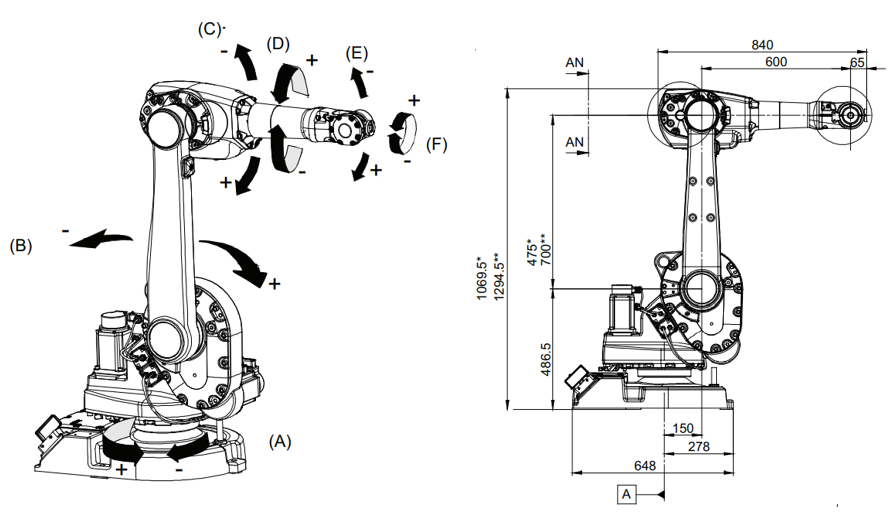 (C)
-
(D)
+
(E)
-
+
(F)
-
+
-
+
(B)
-
+
(A)
+
-
840
600
65
AN
AN
1069.5*
1294.5**
475*
700**
486.5
150
278
648
A